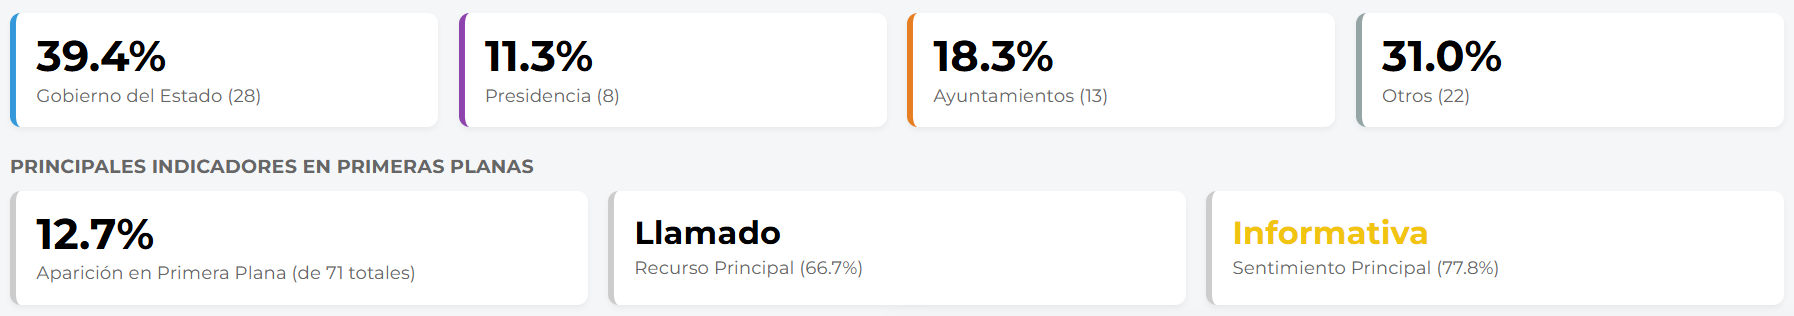 39.4%
Gobierno del Estado (28)
11.3%
Presidencia (8)
18.3%
Ayuntamientos (13)
31.0%
Otros (22)
PRINCIPALES INDICADORES EN PRIMERAS PLANAS
12.7%
Aparición en Primera Plana (de 71 totales)
Llamado
Recurso Principal (66.7%)
Informativa
Sentimiento Principal (77.8%)